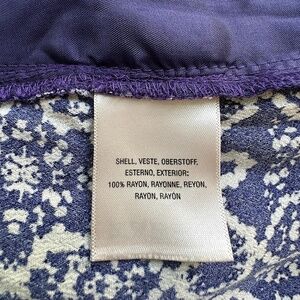 SHELL, VESTE, OBERSTOFF,
ESTERNO, EXTERIOR:
100% RAYON, RAYONNE, REYON,
RAYON, RAYÓN